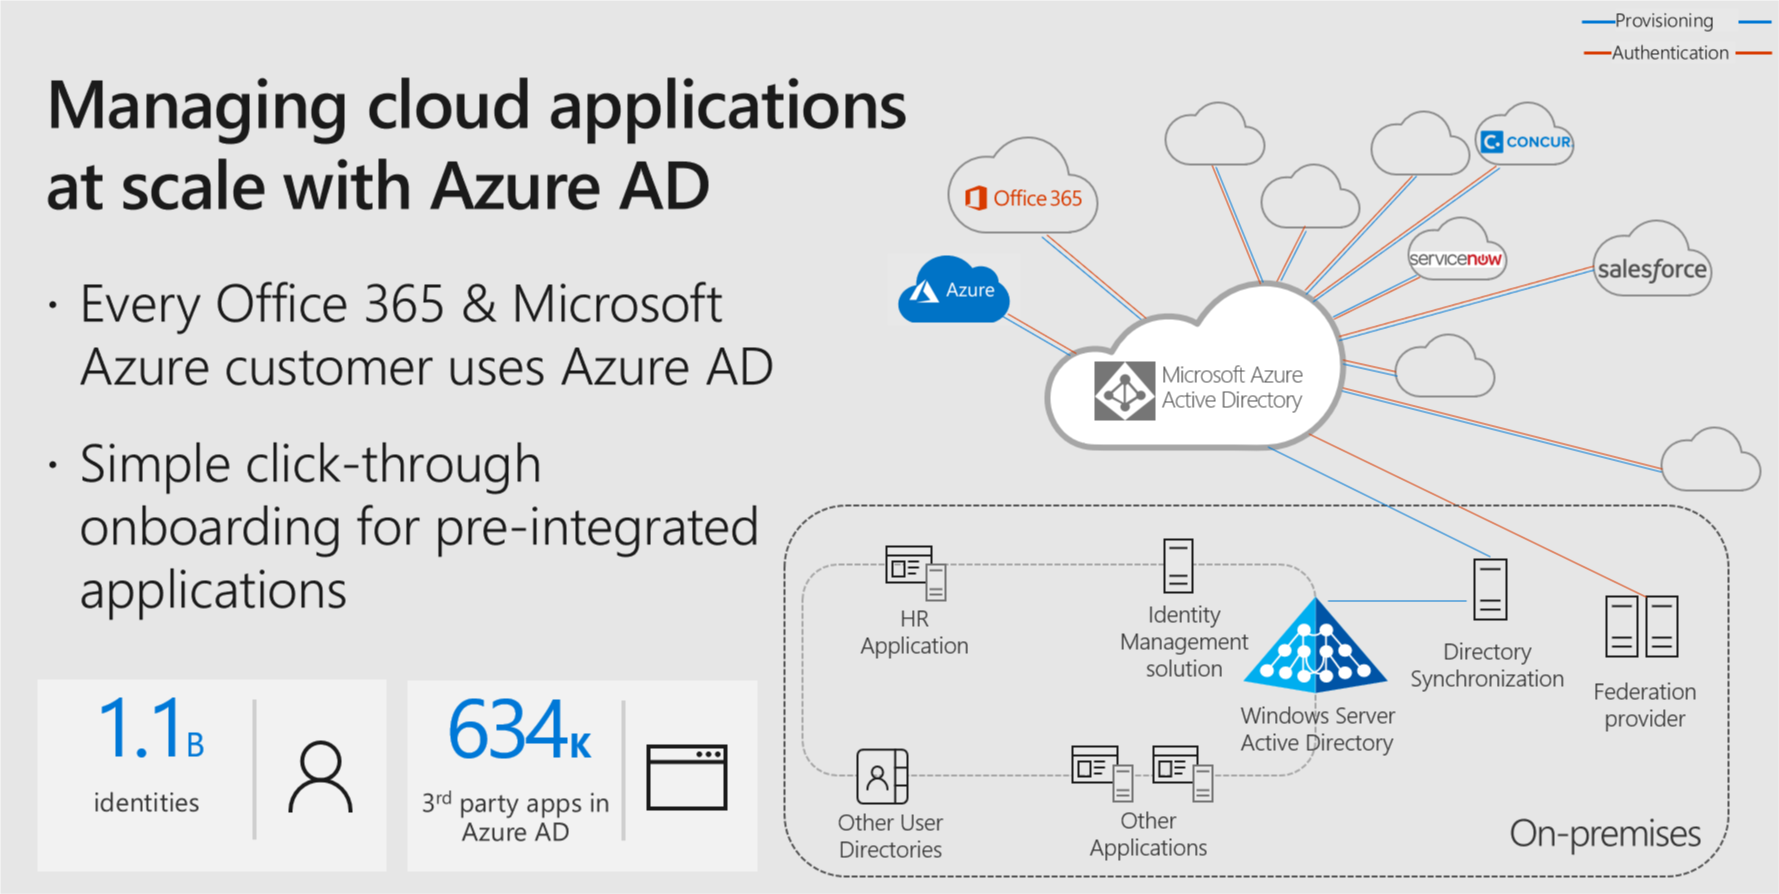 Provisioning
Authentication
Managing cloud applications
at scale with Azure AD
· Every Office 365 & Microsoft
Azure customer uses Azure AD
· Simple click-through
onboarding for pre-integrated
applications
1.1B
identities
634K
3rd party apps in
Azure AD
Office 365
Azure
C.
CONCUR
servicenow
salesforce
Microsoft Azure
Active Directory
HR
Application
Identity
Management
solution
Windows Server
Active Directory
Directory
Synchronization
Federation
provider
Other User
Directories
Other
Applications
On-premises